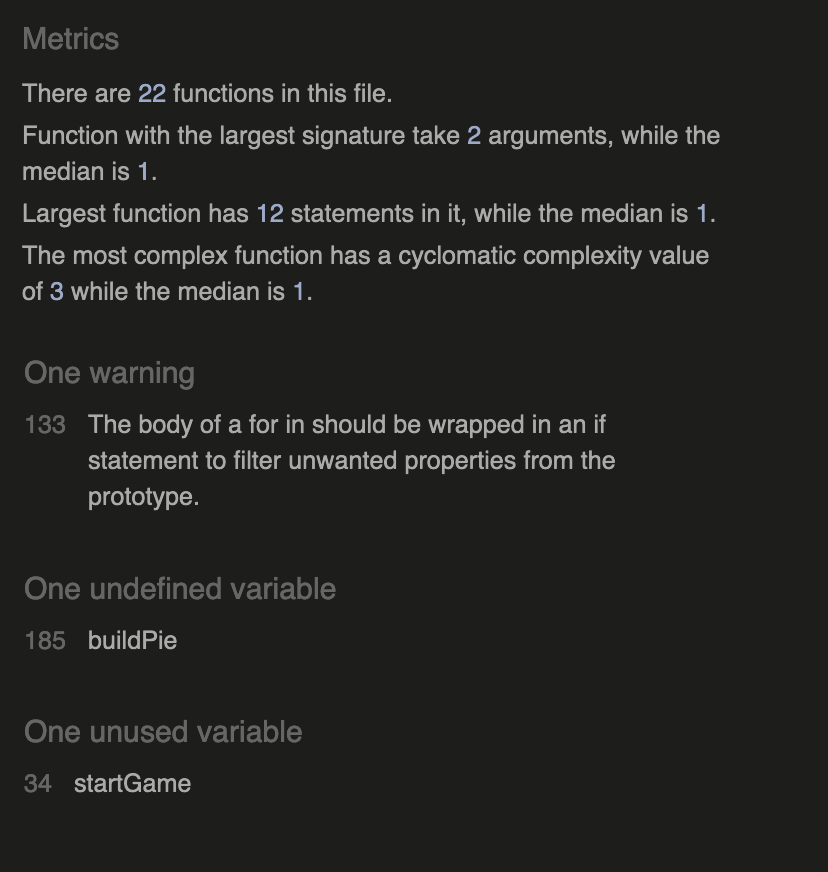 Metrics
There are 22 functions in this file.
Function with the largest signature take 2 arguments, while the
median is 1.
Largest function has 12 statements in it, while the median is 1.
The most complex function has a cyclomatic complexity value
of 3 while the median is 1.
One warning
133 The body of a for in should be wrapped in an if
statement to filter unwanted properties from the
prototype.
One undefined variable
185 buildPie
One unused variable
34 startGame